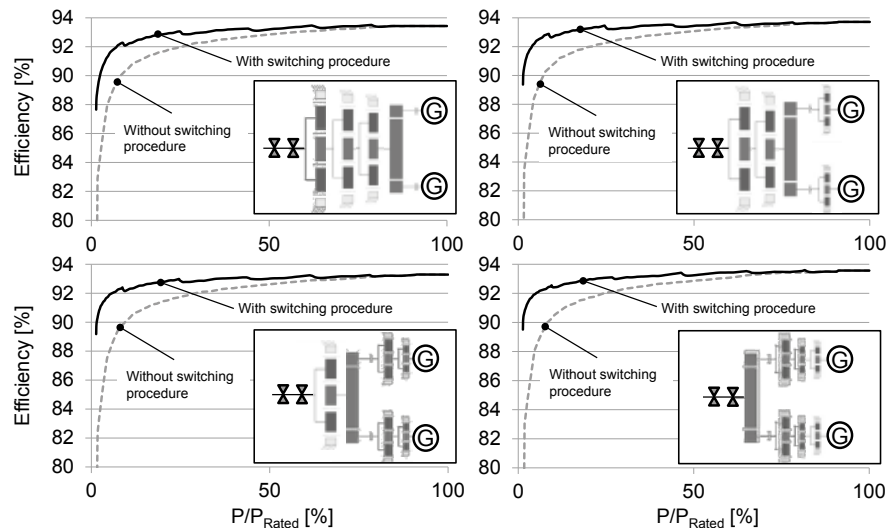 94
92
90
88
86
84
82
80
Efficiency [%]
With switching procedure
Without switching
procedure
G
G
0
50
100
94
92
90
88
86
84
82
80
With switching procedure
Without switching
procedure
G
G
0
50
100
94
92
90
88
86
84
82
80
Efficiency [%]
With switching procedure
Without switching
procedure
G
G
0
50
100
P/PRated [%]
94
92
90
88
86
84
82
80
With switching procedure
Without switching
procedure
G
G
0
50
100
P/PRated [%]